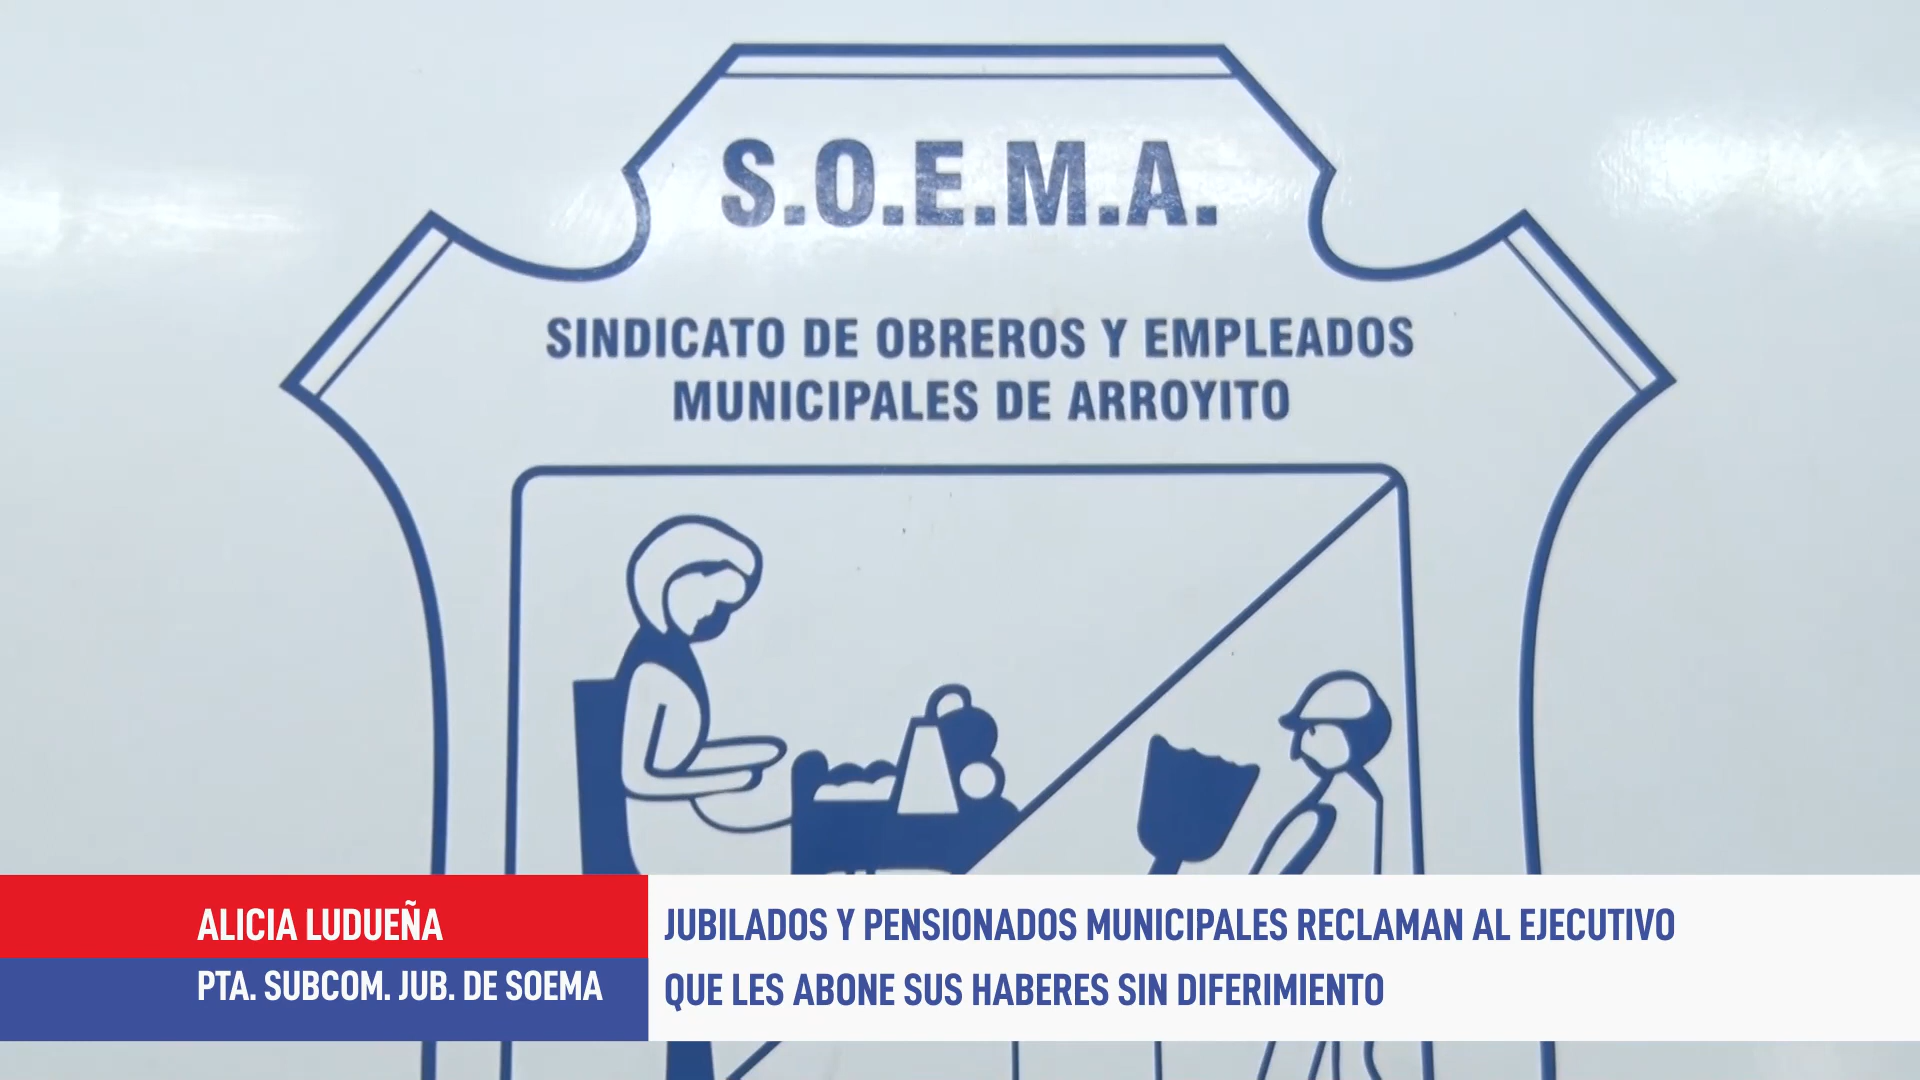 S.O.E.M.A.
SINDICATO DE OBREROS Y EMPLEADOS
MUNICIPALES DE ARROYITO
ALICIA LUDUEÑA
PTA. SUBCOM. JUB. DE SOEMA
JUBILADOS Y PENSIONADOS MUNICIPALES RECLAMAN AL EJECUTIVO
QUE LES ABONE SUS HABERES SIN DIFERIMIENTO